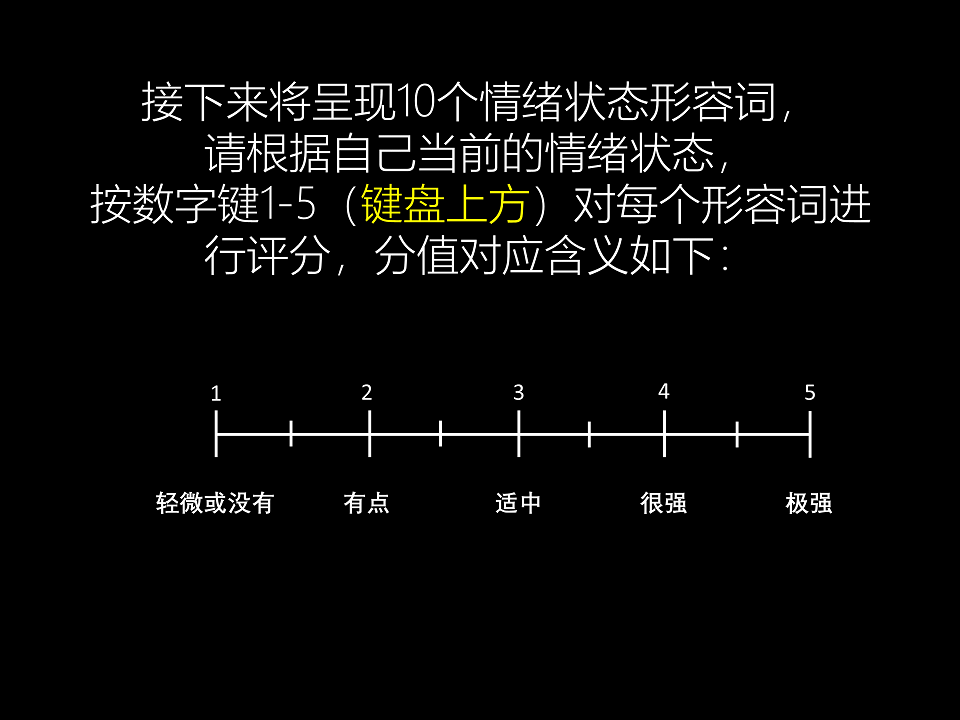 接下来将呈现10个情绪状态形容词，
请根据自己当前的情绪状态，
按数字键1-5（键盘上方）对每个形容词进
行评分，分值对应含义如下：
1 2 3 4 5
轻微或没有 有点 适中 很强 极强